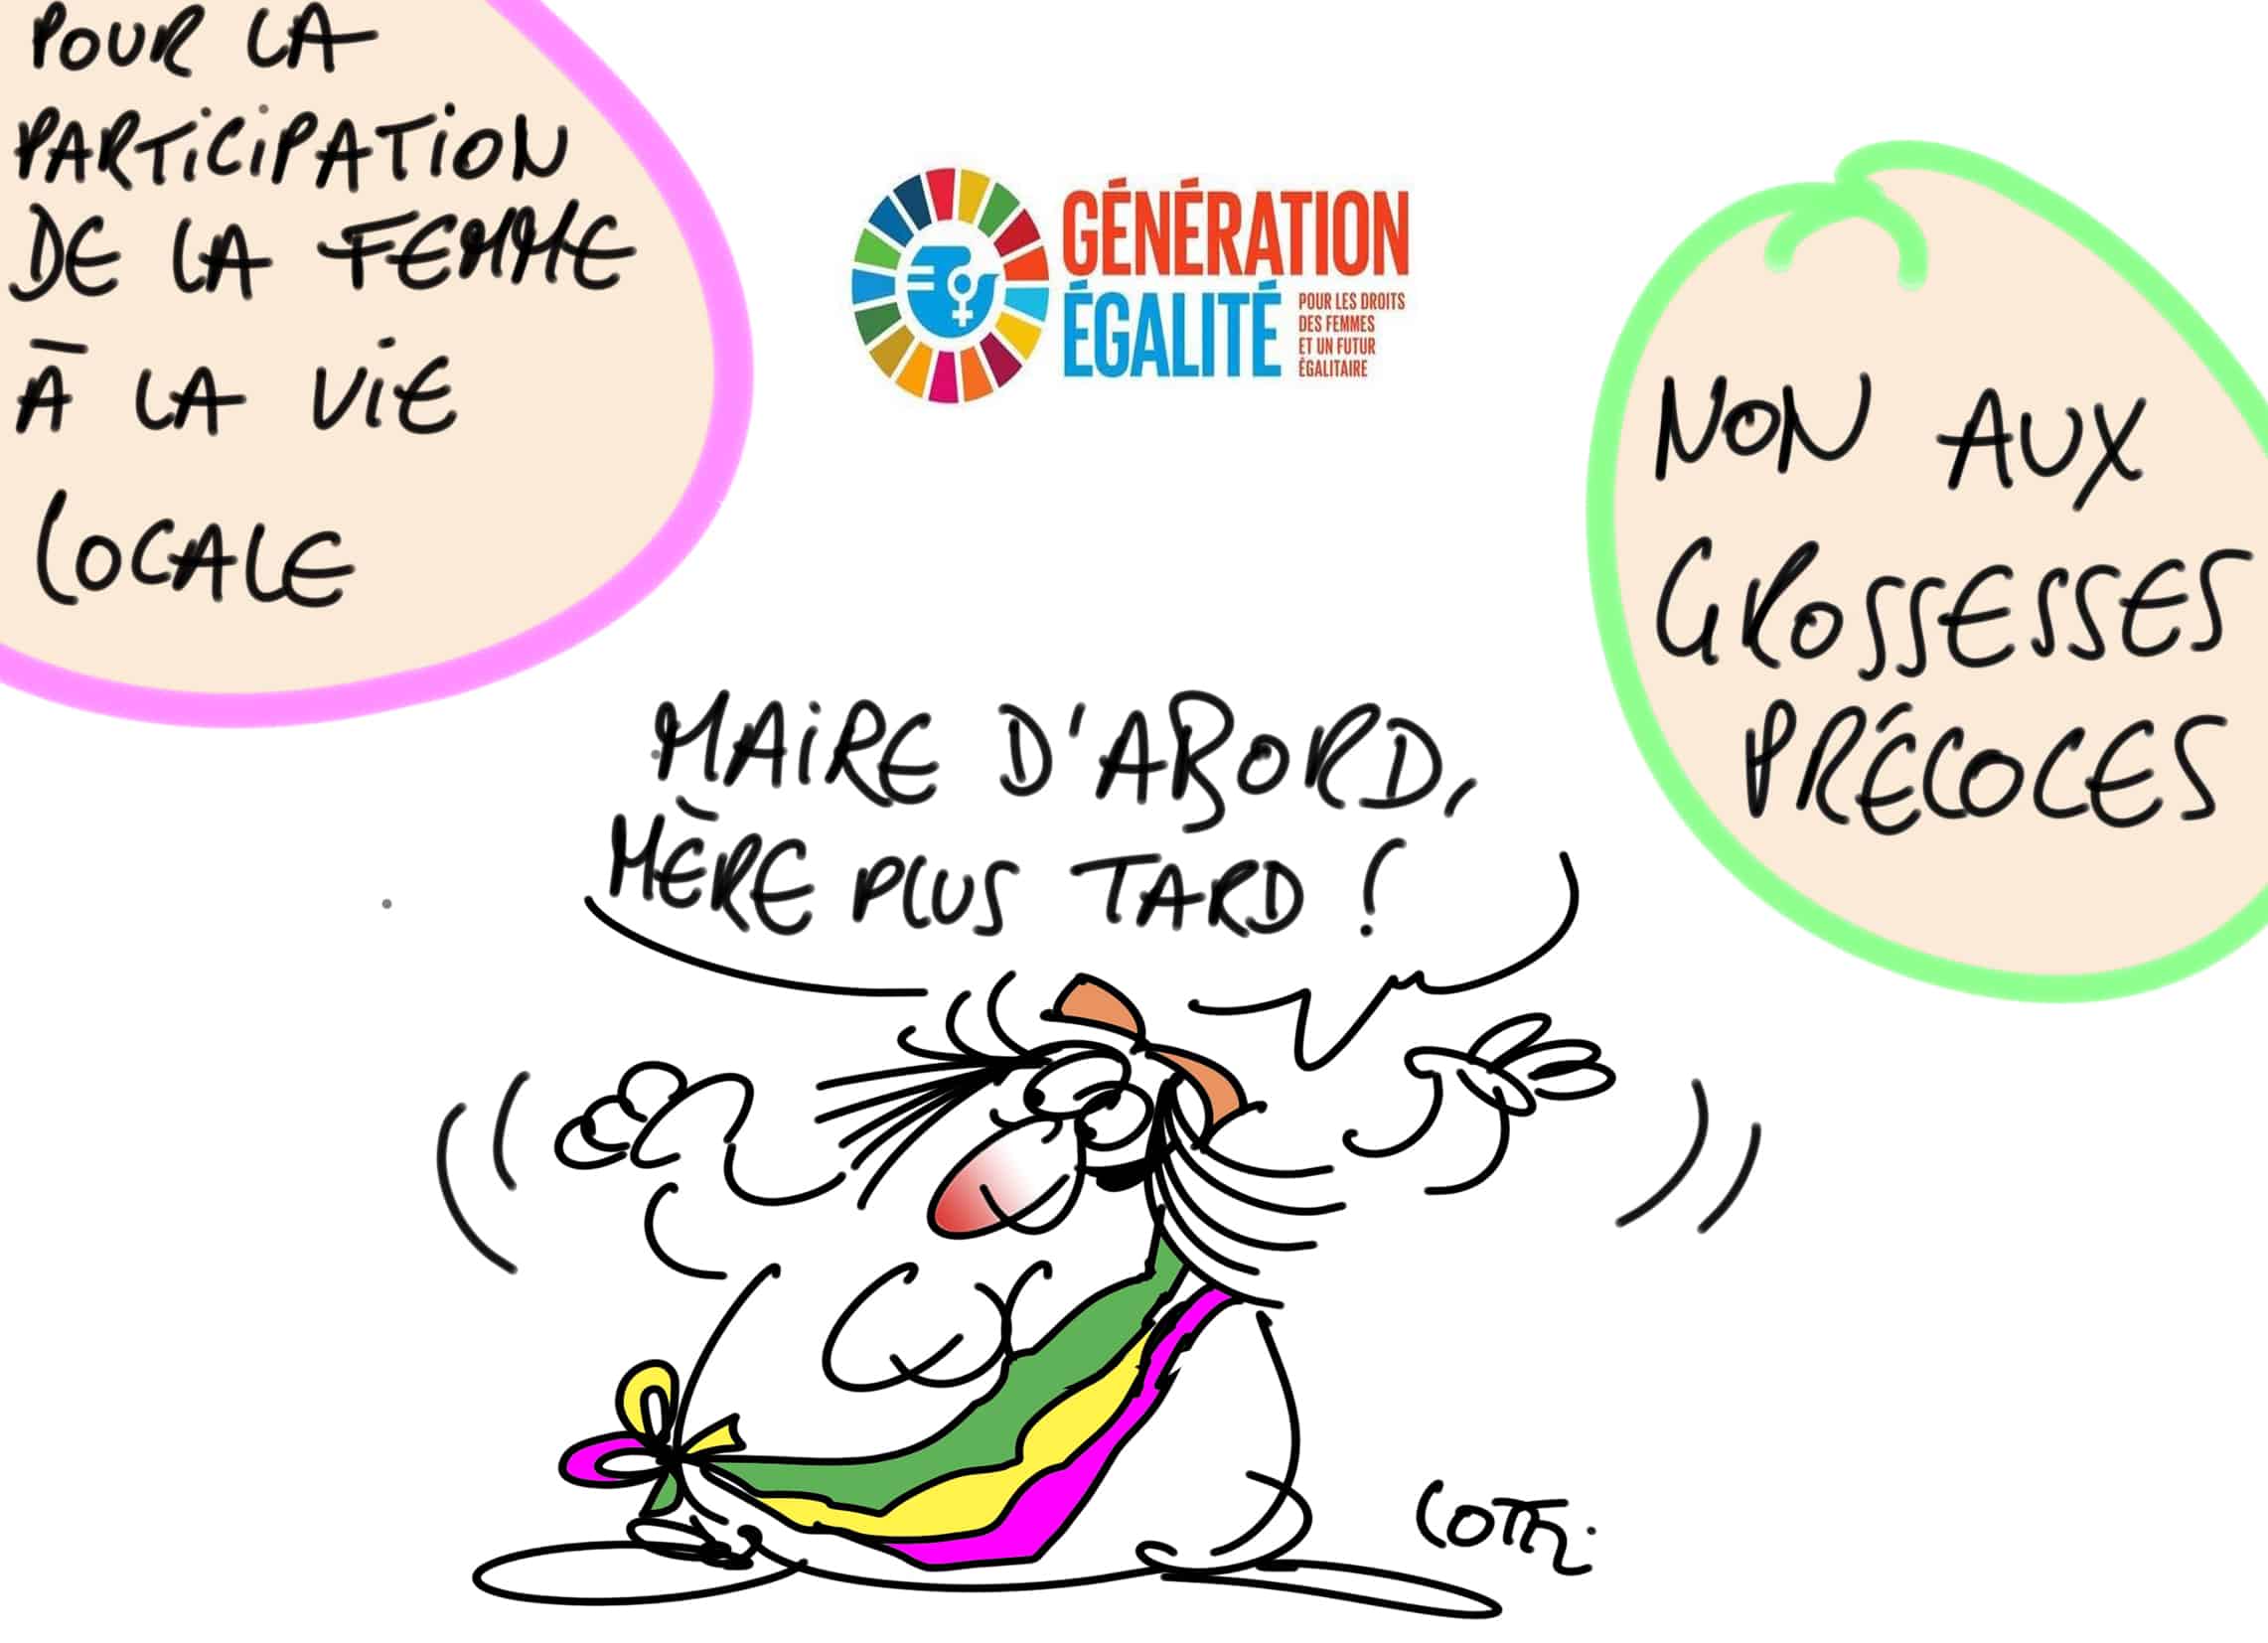 POUR LA
PARTICIPATION
DE LA FEMME
À LA VIE
LOCALE
GÉNÉRATION
ÉGALITÉ
POUR LES DROITS
DES FEMMES
ET UN FUTUR
ÉGALITAIRE
NON AUX
GROSSESSES
PRÉCOCES
MAIRE D'ABORD,
MÈRE PLUS TARD !